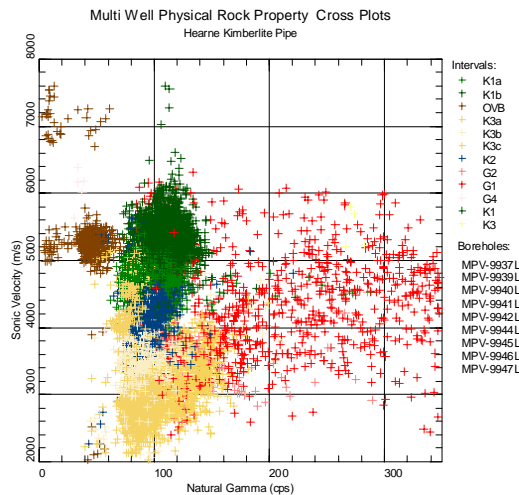 Multi Well Physical Rock Property Cross Plots
Hearne Kimberlite Pipe
8000
7000
6000
5000
4000
3000
2000
Sonic Velocity (m/s)
0
100
200
300
Natural Gamma (cps)
Intervals:
K1a
K1b
OVB
K3a
K3b
K3c
K2
G2
G1
G4
K1
K3
Boreholes:
MPV-9937L
MPV-9939L
MPV-9940L
MPV-9941L
MPV-9942L
MPV-9944L
MPV-9945L
MPV-9946L
MPV-9947L